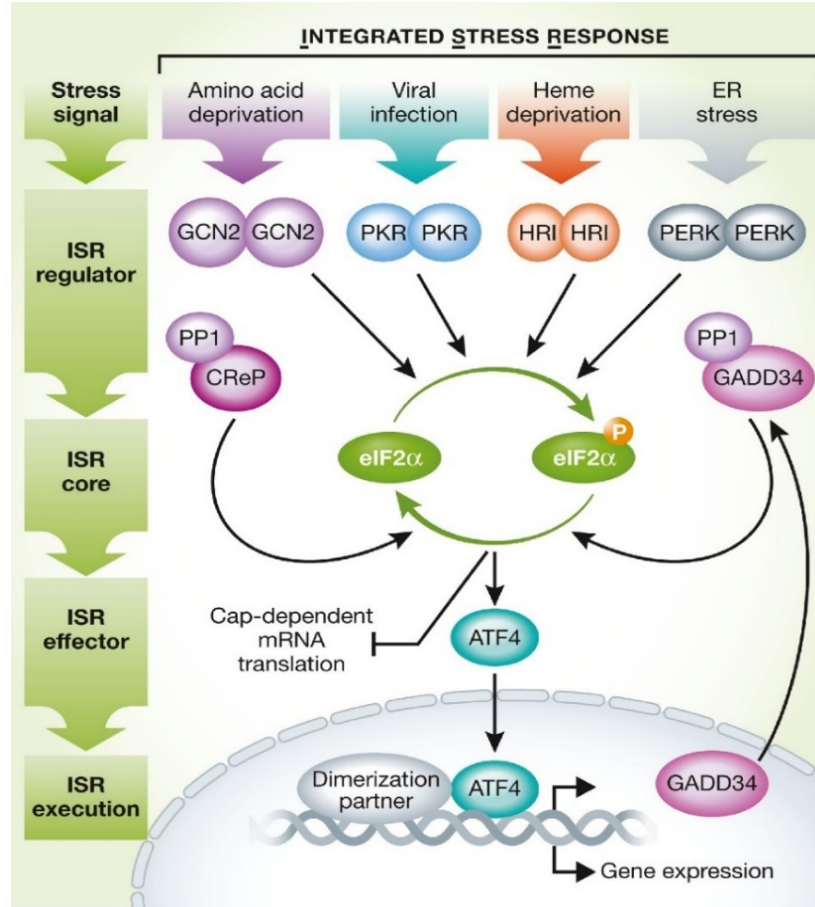 INTEGRATED STRESS RESPONSE
Stress
signal
Amino acid
deprivation
Viral
infection
Heme
deprivation
ER
stress
ISR
regulator
GCN2 GCN2
PKR PKR
HRI HRI
PERK PERK
PP1
CReP
PP1
GADD34
ISR
core
eIF2α
eIF2α
P
ISR
effector
Cap-dependent
mRNA
translation
ATF4
ISR
execution
Dimerization
partner
ATF4
GADD34
Gene expression